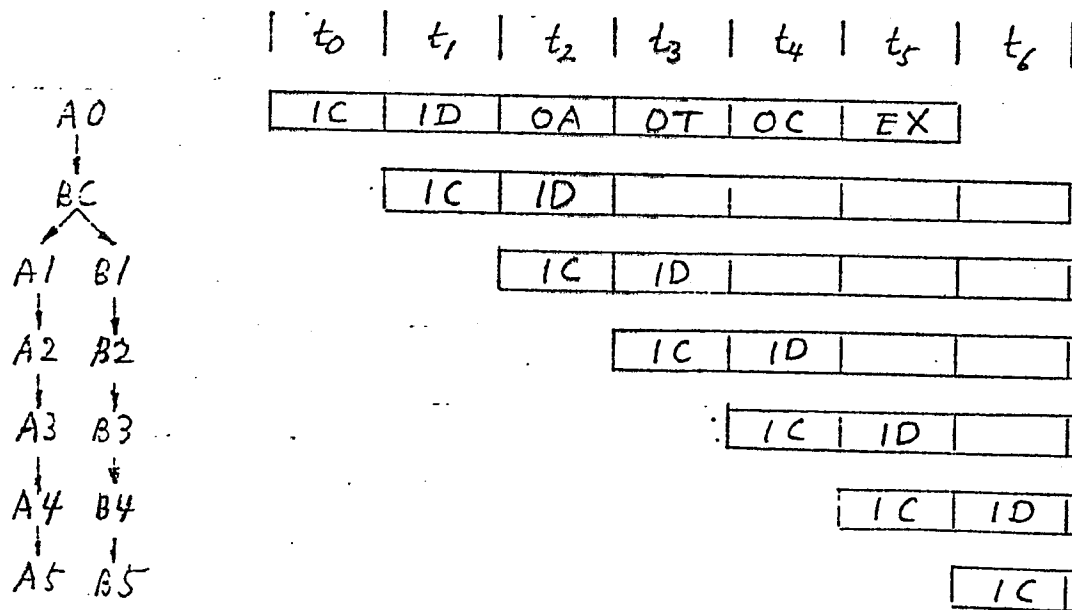 t0 t1 t2 t3 t4 t5 t6
A0 IC ID OA OT OC EX
BC IC ID
A1 B1 IC ID
A2 B2 IC ID
A3 B3 IC ID
A4 B4 IC ID
A5 B5 IC